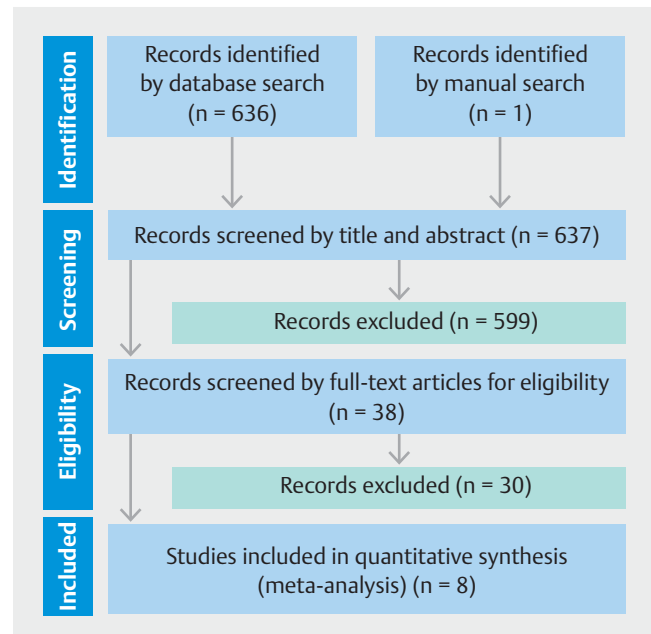 Identification
Records identified
by database search
(n = 636)
Records identified
by manual search
(n = 1)
Screening
Records screened by title and abstract (n = 637)
Records excluded (n = 599)
Eligibility
Records screened by full-text articles for eligibility
(n = 38)
Records excluded (n = 30)
Included
Studies included in quantitative synthesis
(meta-analysis) (n = 8)